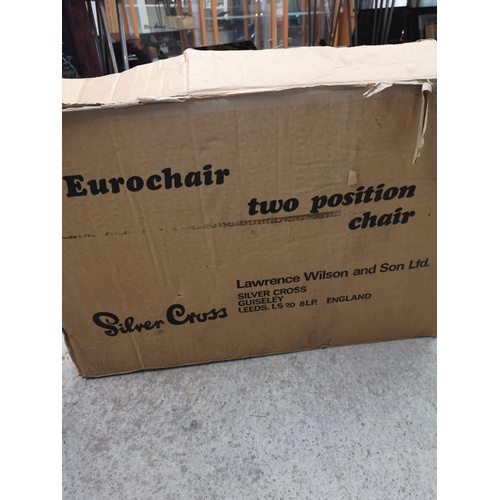 Eurochair
two position
chair
Lawrence Wilson and Son Ltd.
SILVER CROSS
GUISELEY
LEEDS. LS20 8LP. ENGLAND
Silver Cross